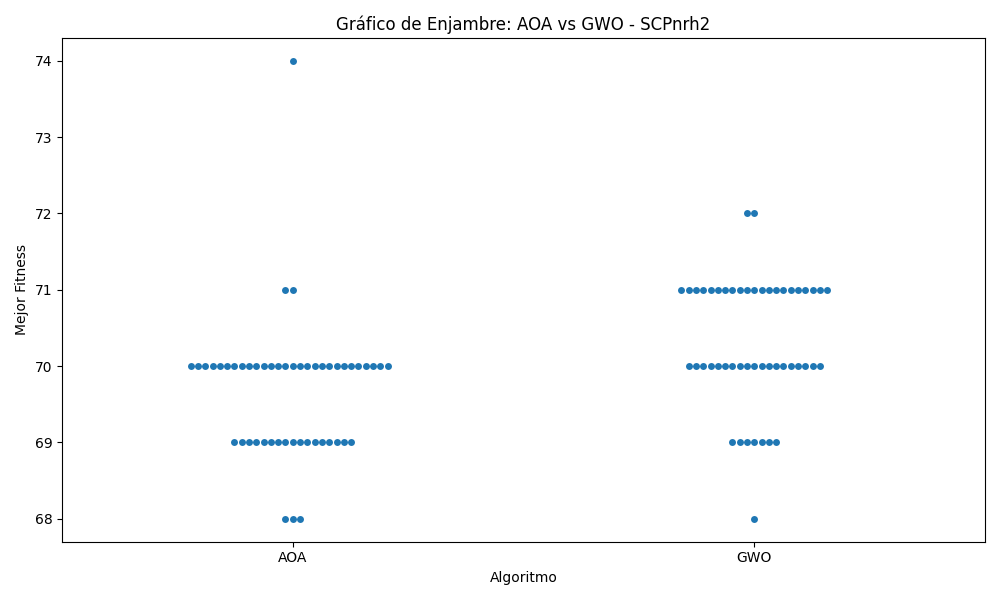 Gráfico de Enjambre: AOA vs GWO - SCPnrh2
Mejor Fitness
74
73
72
71
70
69
68
AOA
GWO
Algoritmo